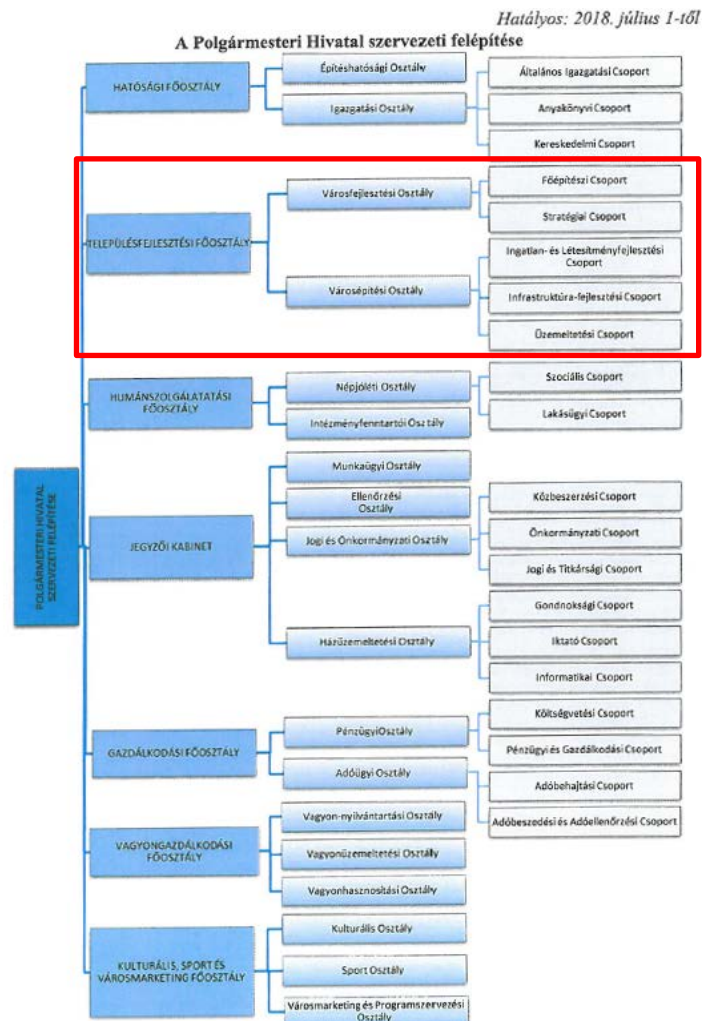 Hatályos: 2018. július 1-től
A Polgármesteri Hivatal szervezeti felépítése
POLGÁRMESTERI HIVATAL
SZERVEZETI FELÉPÍTÉSE
HATÓSÁGI FŐOSZTÁLY
Építéshatósági Osztály
Igazgatási Osztály
Általános Igazgatási Csoport
Anyakönyvi Csoport
Kereskedelmi Csoport
TELEPÜLÉSFEJLESZTÉSI FŐOSZTÁLY
Városfejlesztési Osztály
Főépítészi Csoport
Stratégiai Csoport
Városépítési Osztály
Ingatlan- és Létesítményfejlesztési
Csoport
Infrastruktúra-fejlesztési Csoport
Üzemeltetési Csoport
HUMÁNSZOLGÁLATATÁSI
FŐOSZTÁLY
Népjóléti Osztály
Szociális Csoport
Lakásügyi Csoport
Intézményfenntartói Osztály
JEGYZŐI KABINET
Munkaügyi Osztály
Ellenőrzési
Osztály
Jogi és Önkormányzati Osztály
Közbeszerzési Csoport
Önkormányzati Csoport
Jogi és Titkársági Csoport
Házüzemeltetési Osztály
Gondnoksági Csoport
Iktató Csoport
Informatikai Csoport
GAZDÁLKODÁSI FŐOSZTÁLY
PénzügyiOsztály
Költségvetési Csoport
Pénzügyi és Gazdálkodási Csoport
Adóügyi Osztály
Adóbehajtási Csoport
Adóbeszedési és Adóellenőrzési Csoport
VAGYONGAZDÁLKODÁSI
FŐOSZTÁLY
Vagyon-nyilvántartási Osztály
Vagyonüzemeltetési Osztály
Vagyonhasznosítási Osztály
KULTURÁLIS, SPORT ÉS
VÁROSMARKETING FŐOSZTÁLY
Kulturális Osztály
Sport Osztály
Városmarketing és Programszervezési
Osztály